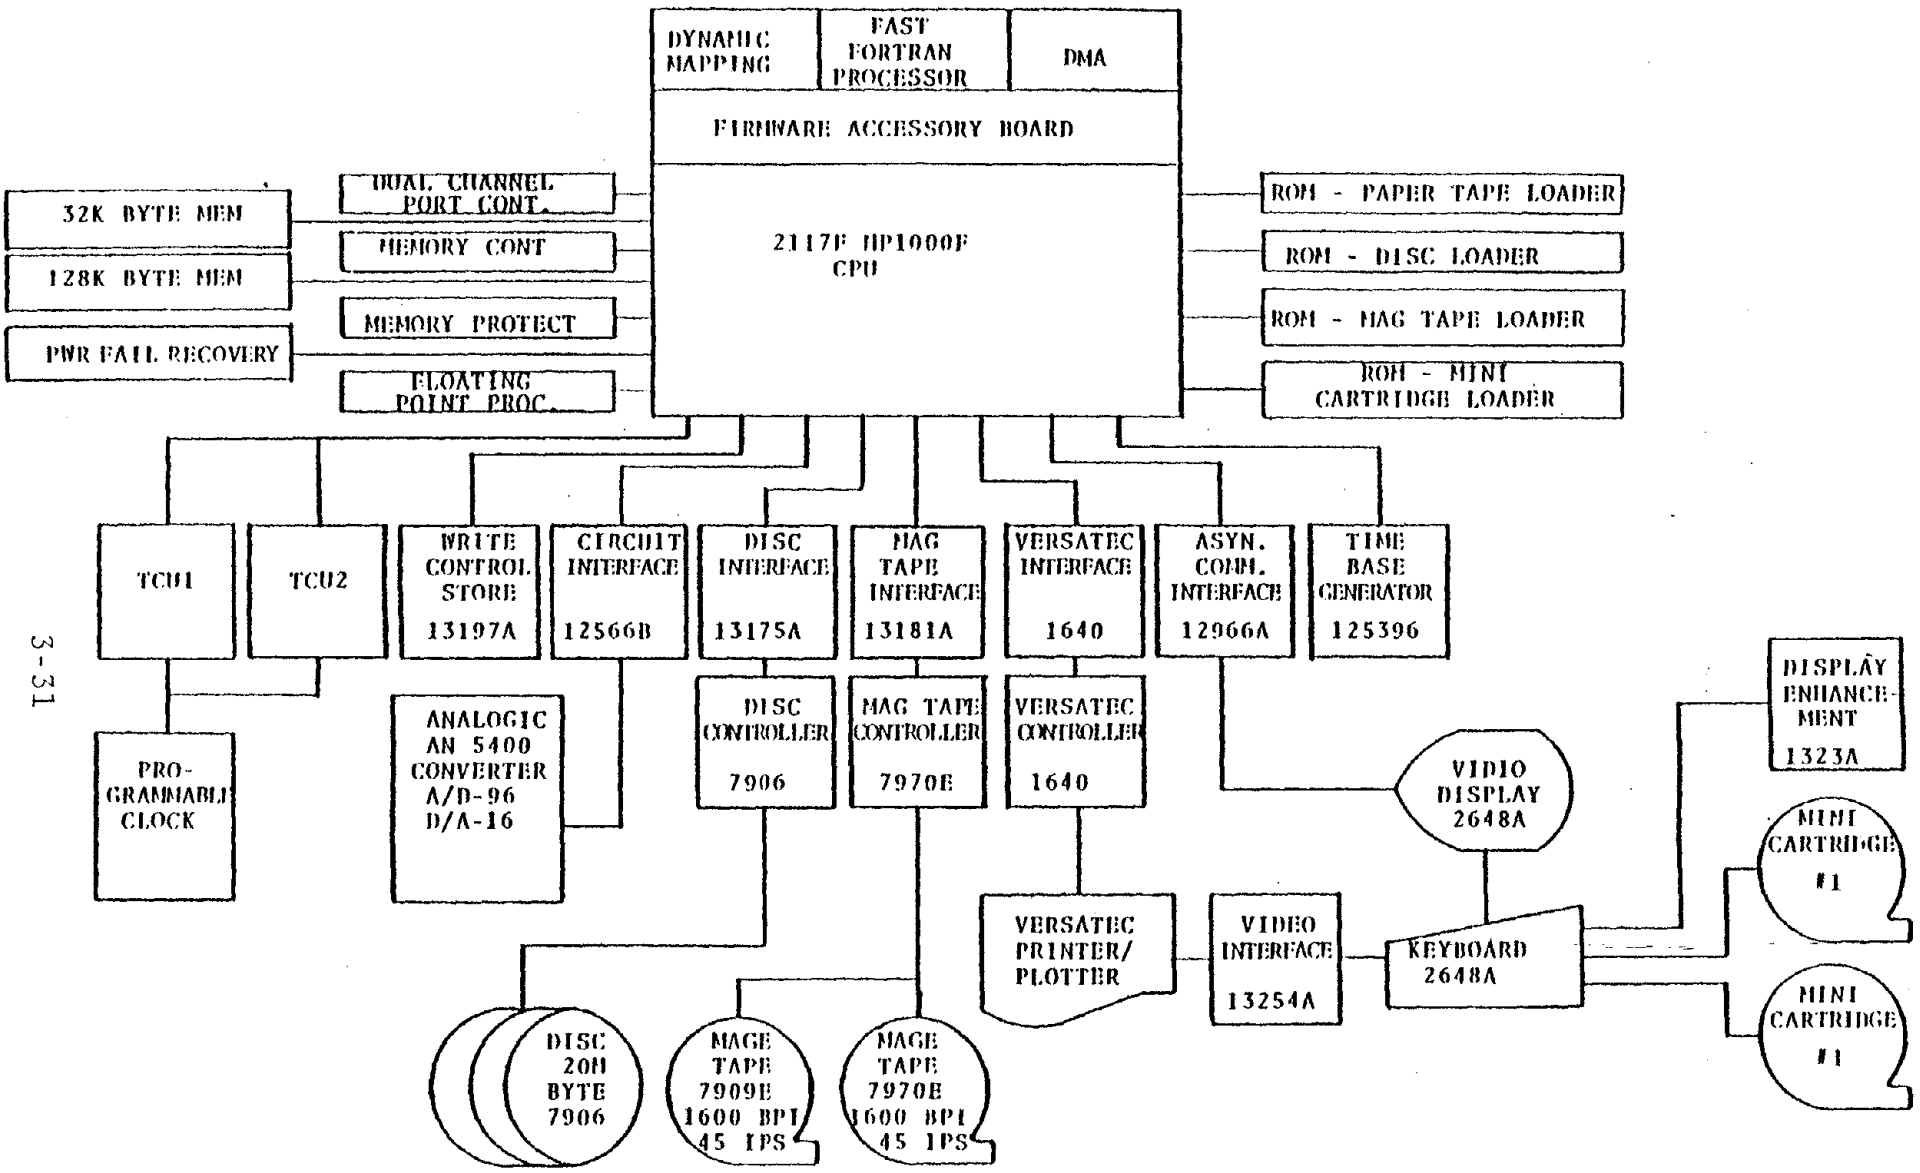 DYNAMIC
MAPPING
FAST
FORTRAN
PROCESSOR
DMA
FIRMWARE ACCESSORY BOARD
2117F HP1000F
CPU
DUAL CHANNEL
PORT CONT.
32K BYTE MEM
MEMORY CONT
128K BYTE MEM
MEMORY PROTECT
PWR FAIL RECOVERY
FLOATING
POINT PROC.
ROM - PAPER TAPE LOADER
ROM - DISC LOADER
ROM - MAG TAPE LOADER
ROM - MINI
CARTRIDGE LOADER
TCU1
TCU2
WRITE
CONTROL
STORE
13197A
CIRCUIT
INTERFACE
12566B
DISC
INTERFACE
13175A
MAG
TAPE
INTERFACE
13181A
VERSATEC
INTERFACE
1640
ASYN.
COMM.
INTERFACE
12966A
TIME
BASE
GENERATOR
125396
3-31
PRO-
GRAMMABLE
CLOCK
ANALOGIC
AN 5400
CONVERTER
A/D-96
D/A-16
DISC
CONTROLLER
7906
MAG TAPE
CONTROLLER
7970E
VERSATEC
CONTROLLER
1640
VIDIO
DISPLAY
2648A
DISPLAY
ENHANCE-
MENT
1323A
MINI
CARTRIDGE
#1
VERSATEC
PRINTER/
PLOTTER
VIDEO
INTERFACE
13254A
KEYBOARD
2648A
MINI
CARTRIDGE
#1
DISC
20M
BYTE
7906
MAGE
TAPE
7909E
1600 BPI
45 IPS
MAGE
TAPE
7970E
1600 BPI
45 IPS